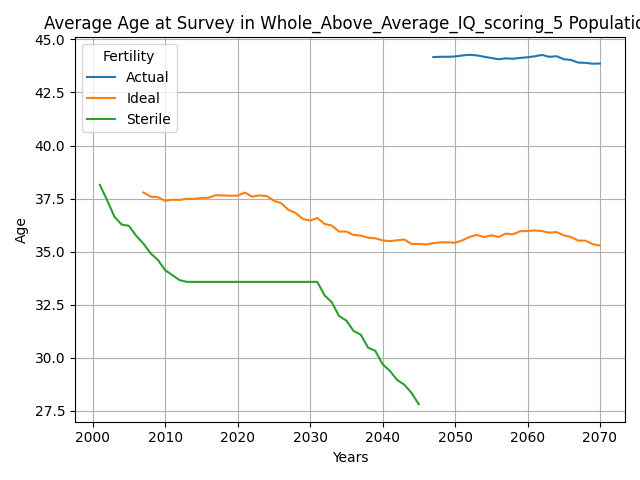 Average Age at Survey in Whole_Above_Average_IQ_scoring_5 Populatio
45.0
42.5
40.0
37.5
35.0
32.5
30.0
27.5
Age
Fertility
Actual
Ideal
Sterile
2000 2010 2020 2030 2040 2050 2060 2070
Years